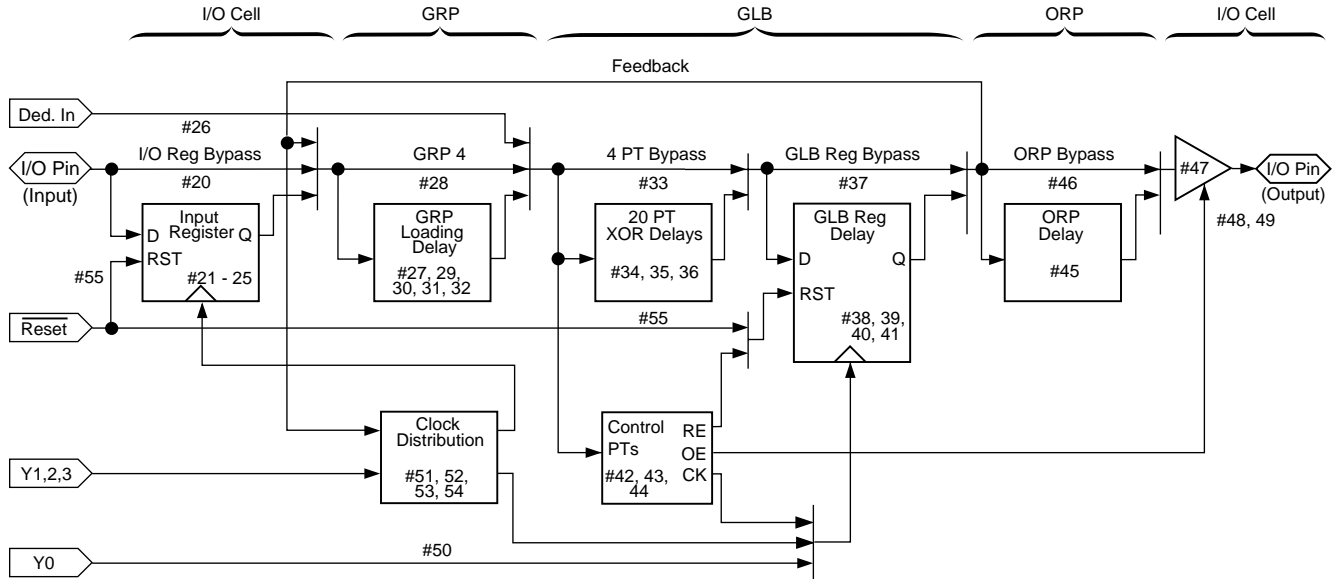 I/O Cell
GRP
GLB
ORP
I/O Cell
Feedback
Ded. In
#26
I/O Pin
(Input)
I/O Reg Bypass
#20
GRP 4
#28
4 PT Bypass
#33
GLB Reg Bypass
#37
ORP Bypass
#46
#47
I/O Pin
(Output)
#48, 49
Input
Register
D
Q
RST
#21 - 25
#55
GRP
Loading
Delay
#27, 29,
30, 31, 32
20 PT
XOR Delays
#34, 35, 36
GLB Reg
Delay
D
Q
RST
#38, 39,
40, 41
ORP
Delay
#45
Reset
#55
Clock
Distribution
#51, 52,
53, 54
Control
PTs
RE
OE
CK
#42, 43,
44
Y1,2,3
Y0
#50